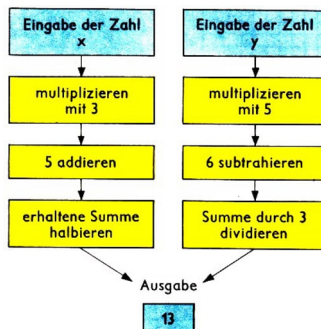 Eingabe der Zahl
x
multiplizieren
mit 3
5 addieren
erhaltene Summe
halbieren
Eingabe der Zahl
y
multiplizieren
mit 5
6 subtrahieren
Summe durch 3
dividieren
Ausgabe
13